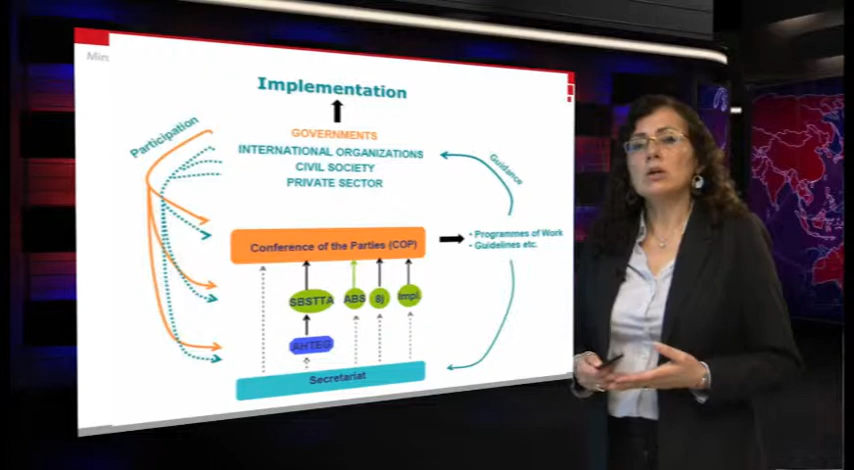 Min
Implementation
Participation
GOVERNMENTS
INTERNATIONAL ORGANIZATIONS
CIVIL SOCIETY
PRIVATE SECTOR
Guidance
Conference of the Parties (COP)
• Programmes of Work
• Guidelines etc.
SBSTTA
ABS
8j
Impl.
AHTEG
Secretariat